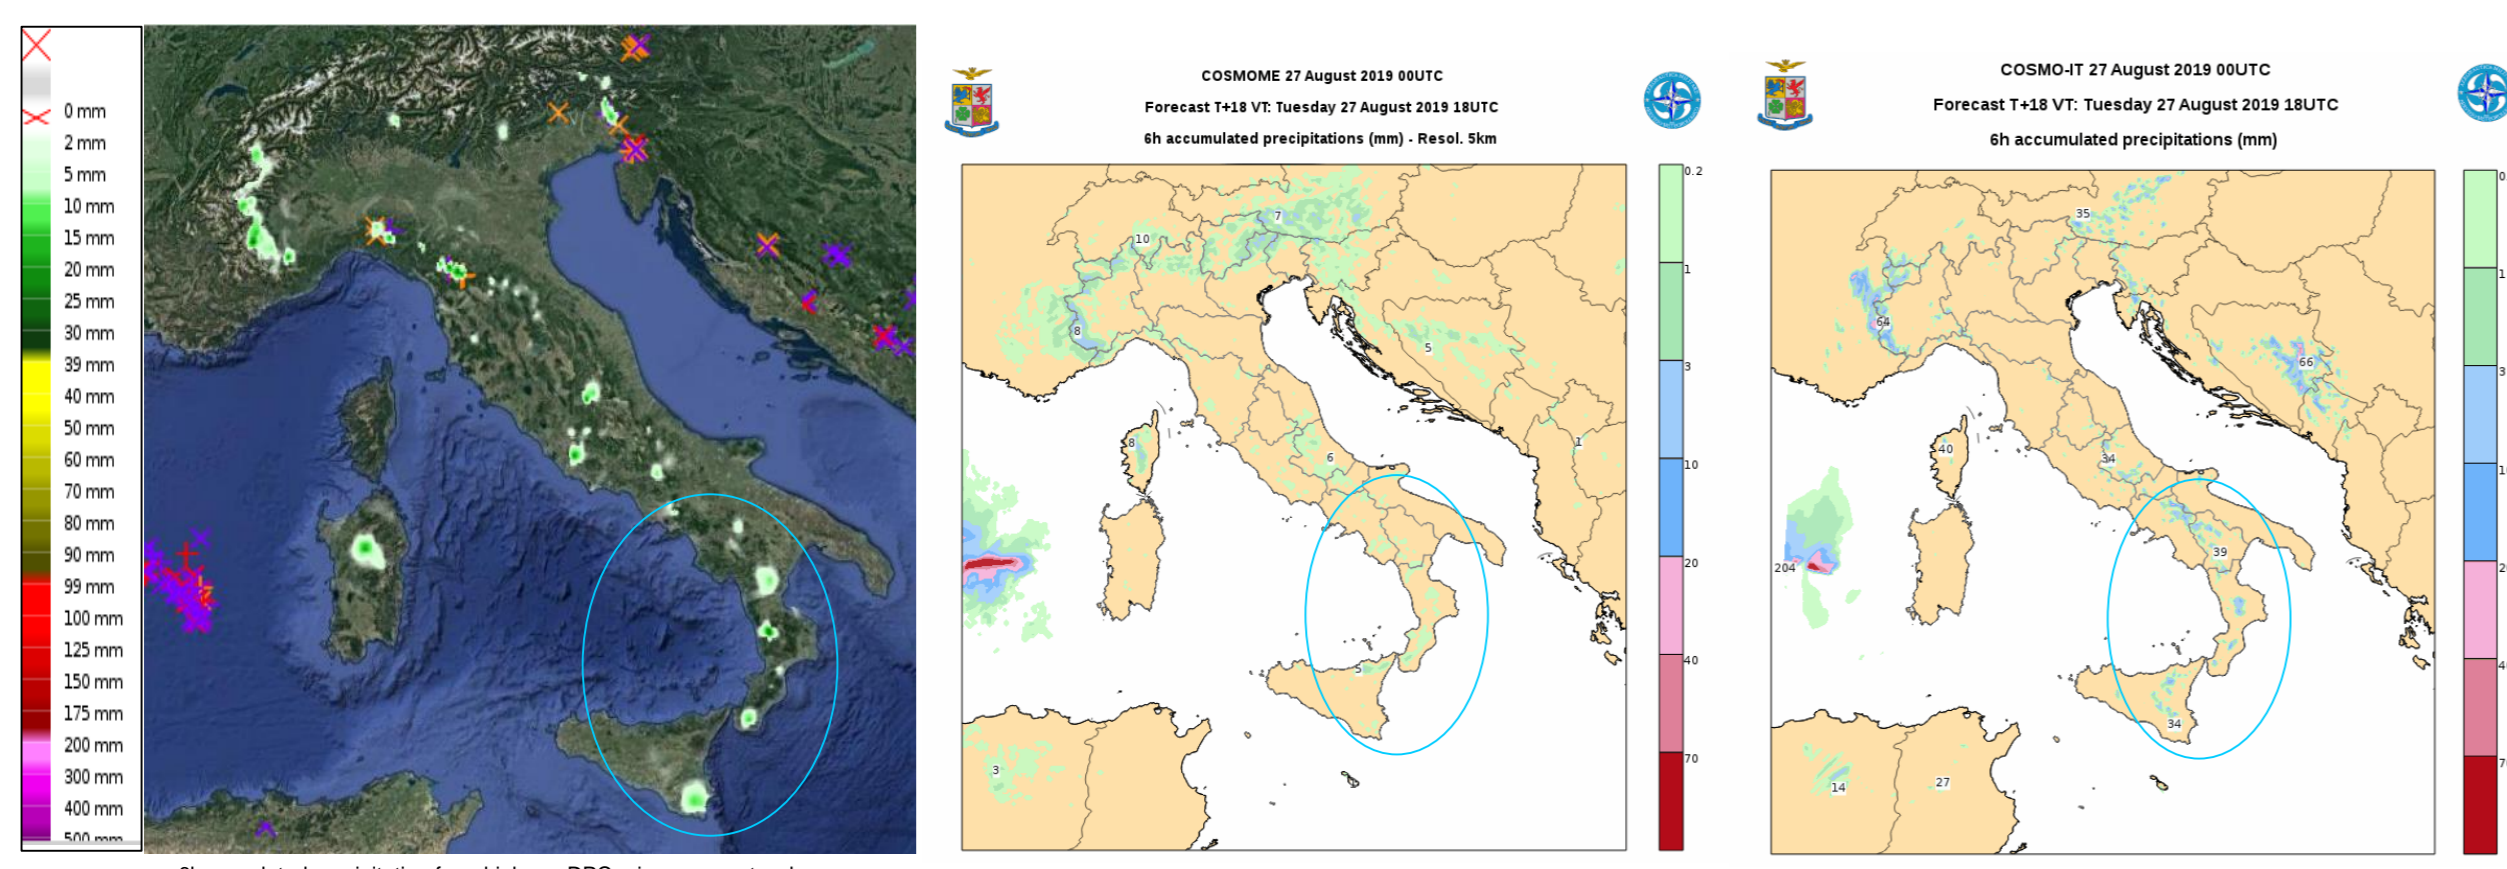 0 mm
2 mm
5 mm
10 mm
15 mm
20 mm
25 mm
30 mm
39 mm
40 mm
50 mm
60 mm
70 mm
80 mm
90 mm
99 mm
100 mm
125 mm
150 mm
175 mm
200 mm
300 mm
400 mm
500 mm
COSMOME 27 August 2019 00UTC
Forecast T+18 VT: Tuesday 27 August 2019 18UTC
6h accumulated precipitations (mm) - Resol. 5km
7
10
8
5
8
1
6
5
3
0.2
1
3
10
20
40
70
COSMO-IT 27 August 2019 00UTC
Forecast T+18 VT: Tuesday 27 August 2019 18UTC
6h accumulated precipitations (mm)
35
64
66
40
34
39
204
34
14
27
1
3